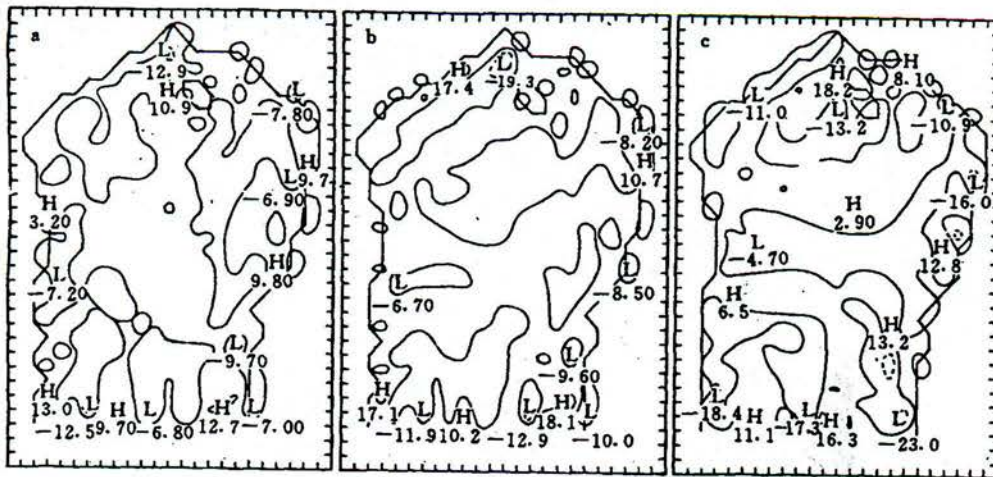 a
L
-12.9
H
10.9
L
-7.80
H
9.7
L
-6.90
H
3.20
H
9.80
L
-7.20
L
-9.70
H
13.0
L
-12.5
H
9.70
L
-6.80
H
12.7
L
-7.00
b
H
17.4
L
-19.3
L
-8.20
H
10.7
L
-6.70
L
-8.50
L
-9.60
H
17.1
L
-11.9
H
10.2
L
-12.9
H
18.1
L
-10.0
c
H
8.10
H
18.2
L
-11.0
L
-13.2
L
-10.9
L
-16.0
H
2.90
L
-4.70
H
12.8
H
6.5
H
13.2
L
-18.4
H
11.1
L
-17.3
H
16.3
L
-23.0